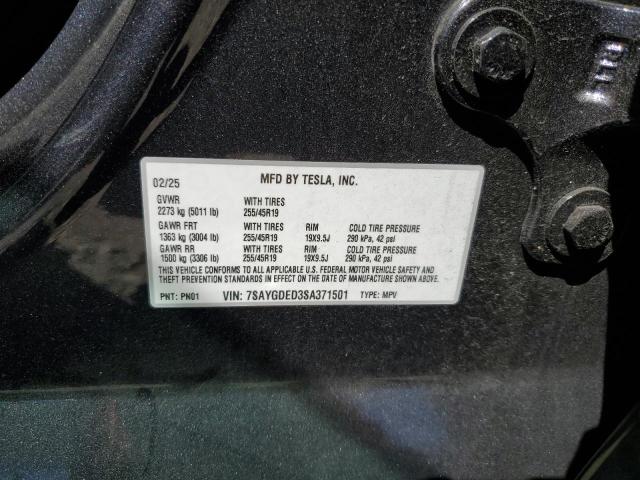 02/25 MFD BY TESLA, INC.
GVWR WITH TIRES
2273 kg (5011 lb) 255/45R19
GAWR FRT WITH TIRES RIM COLD TIRE PRESSURE
1363 kg (3004 lb) 255/45R19 19X9.5J 290 kPa, 42 psi
GAWR RR WITH TIRES RIM COLD TIRE PRESSURE
1500 kg (3306 lb) 255/45R19 19X9.5J 290 kPa, 42 psi
THIS VEHICLE CONFORMS TO ALL APPLICABLE U.S. FEDERAL MOTOR VEHICLE SAFETY AND
THEFT PREVENTION STANDARDS IN EFFECT ON THE DATE OF MANUFACTURE SHOWN ABOVE.
PNT: PN01 VIN: 7SAYGDED3SA371501 TYPE: MPV